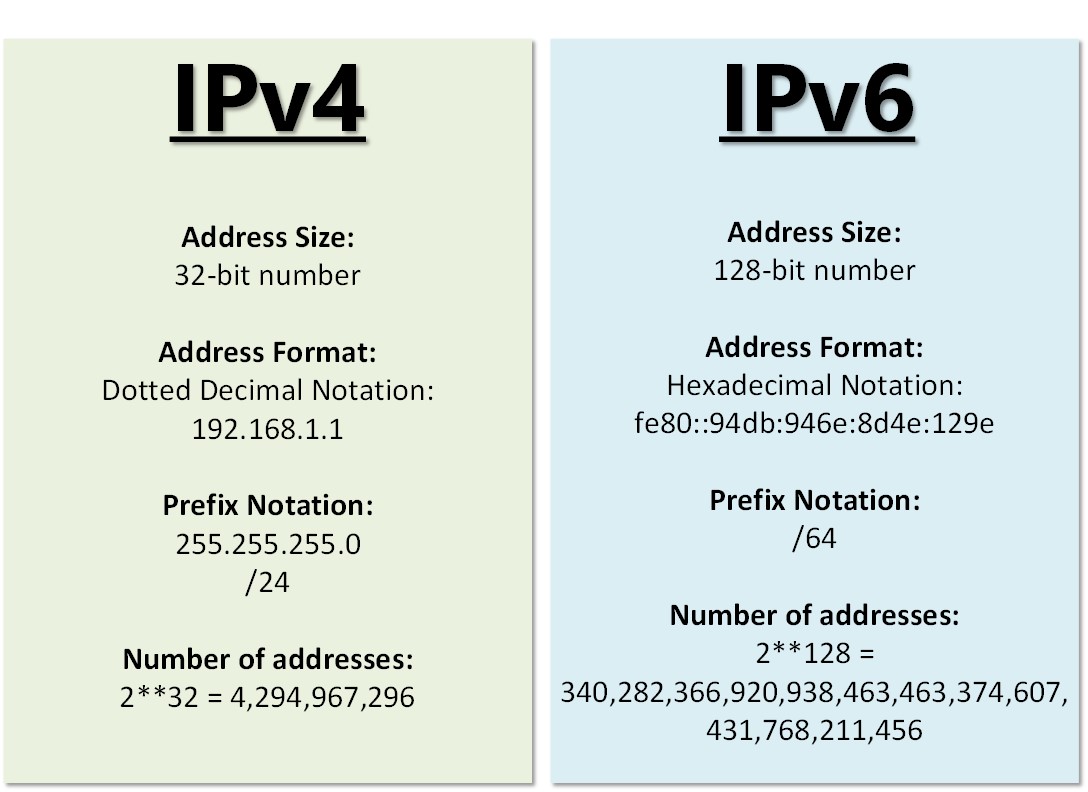 IPv4
Address Size:
32-bit number
Address Format:
Dotted Decimal Notation:
192.168.1.1
Prefix Notation:
255.255.255.0
/24
Number of addresses:
2**32 = 4,294,967,296
IPv6
Address Size:
128-bit number
Address Format:
Hexadecimal Notation:
fe80::94db:946e:8d4e:129e
Prefix Notation:
/64
Number of addresses:
2**128 =
340,282,366,920,938,463,463,374,607,
431,768,211,456